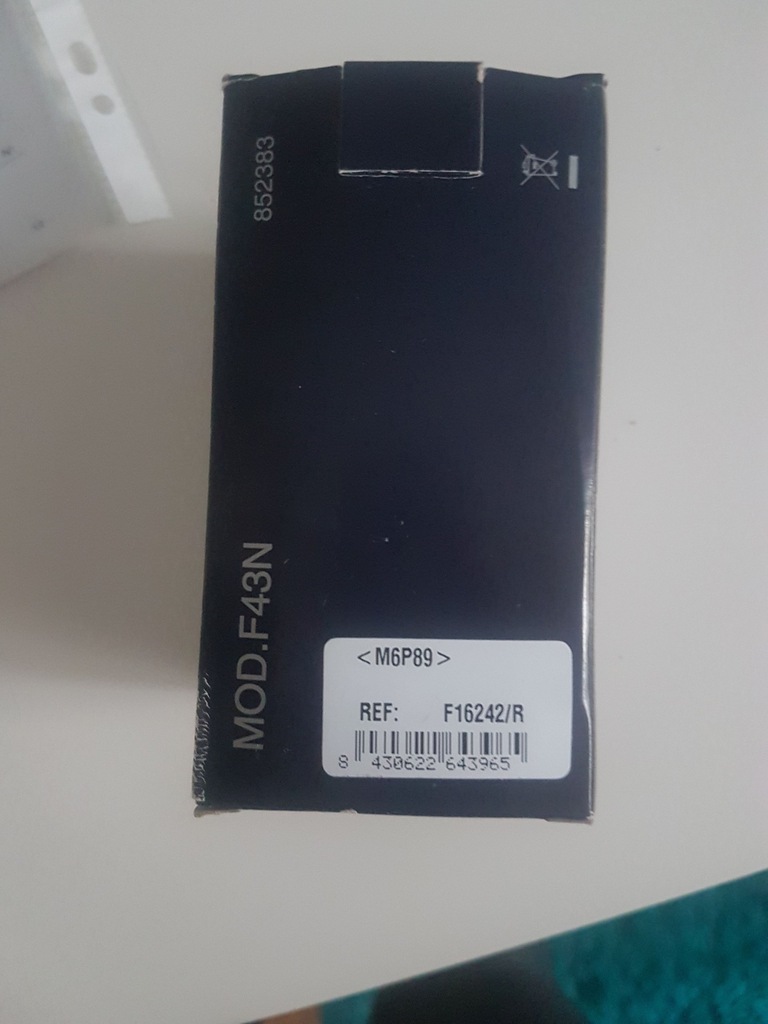 852383
MOD.F43N
<M6P89>
REF: F16242/R
8 430622 643965